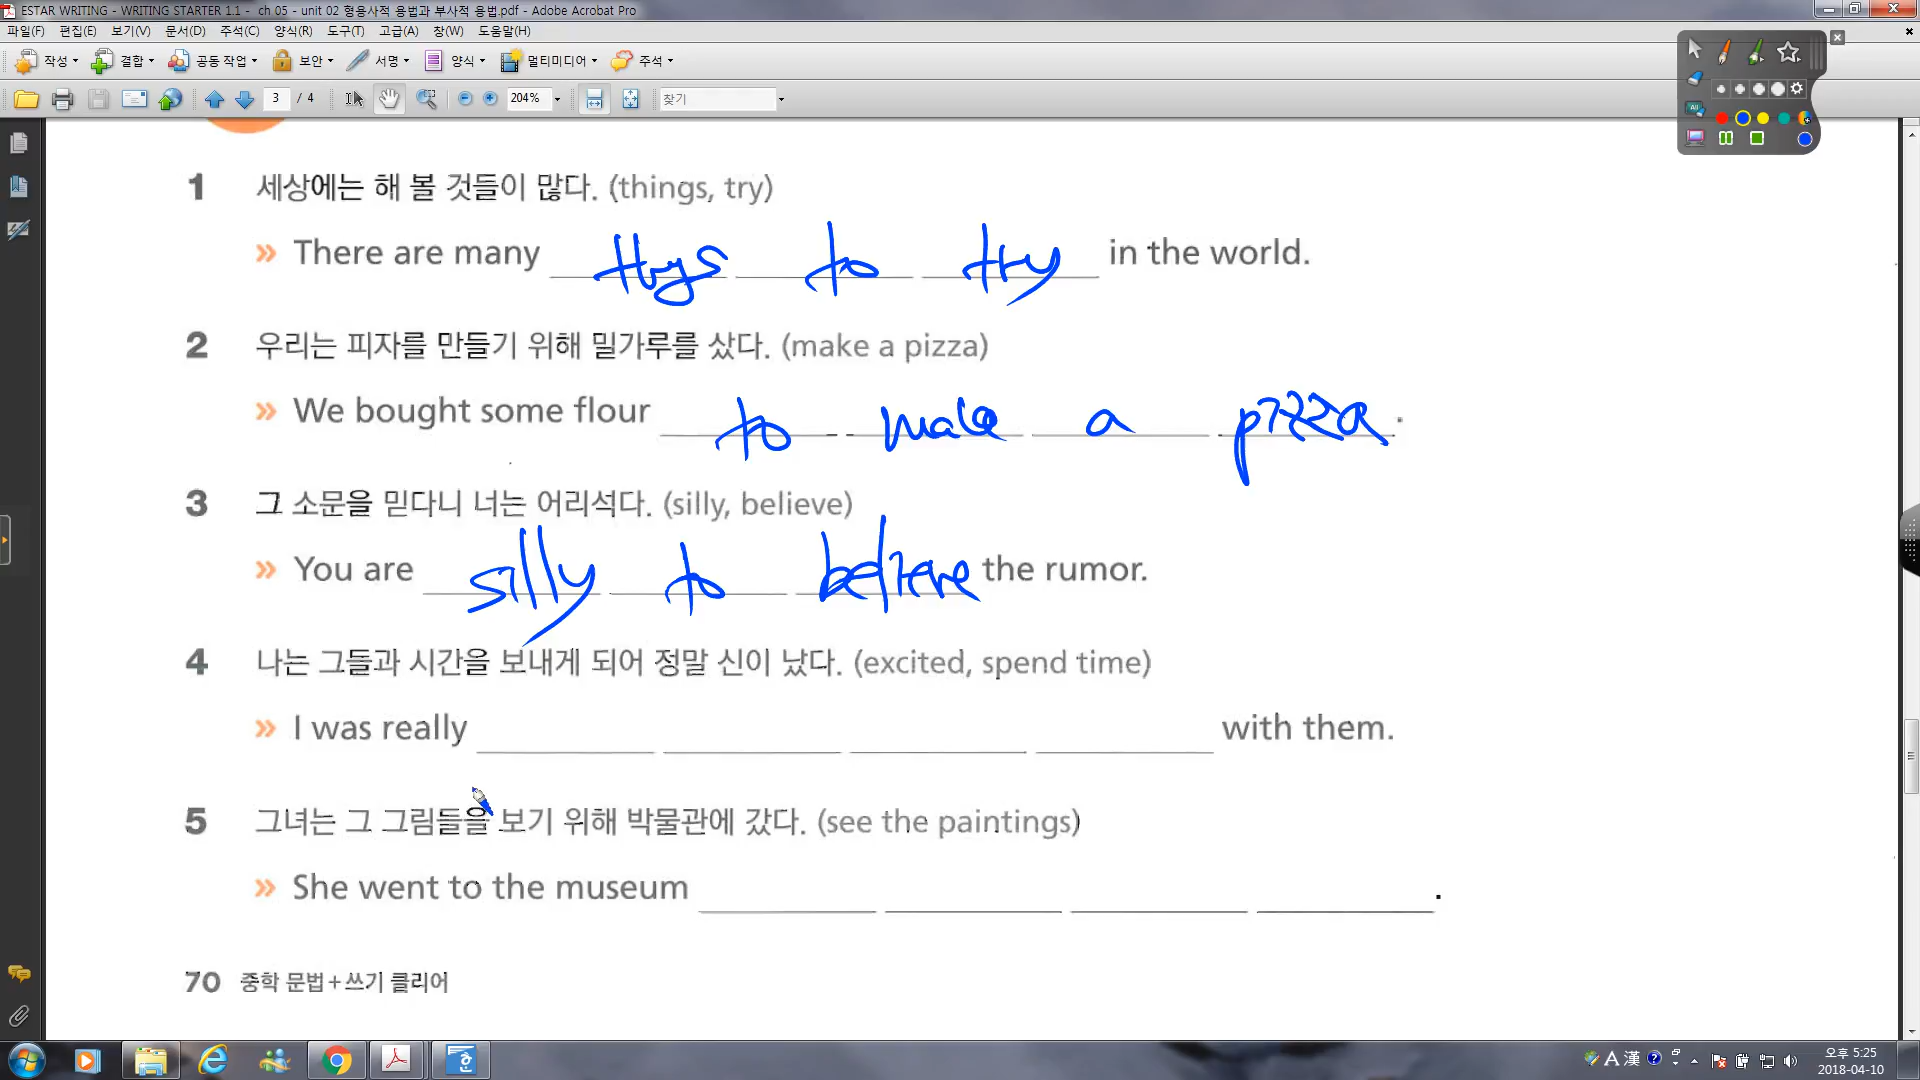 ESTAR WRITING - WRITING STARTER 1.1 - ch 05 - unit 02 형용사적 용법과 부사적 용법.pdf - Adobe Acrobat Pro
파일(F) 편집(E) 보기(V) 문서(D) 주석(C) 양식(R) 도구(T) 고급(A) 창(W) 도움말(H)
작성 결합 공동 작업 보안 서명 양식 멀티미디어 주석
3 / 4 204% 찾기
1 세상에는 해 볼 것들이 많다. (things, try)
» There are many thgs to try in the world.
2 우리는 피자를 만들기 위해 밀가루를 샀다. (make a pizza)
» We bought some flour to make a pizza.
3 그 소문을 믿다니 너는 어리석다. (silly, believe)
» You are silly to believe the rumor.
4 나는 그들과 시간을 보내게 되어 정말 신이 났다. (excited, spend time)
» I was really with them.
5 그녀는 그 그림들을 보기 위해 박물관에 갔다. (see the paintings)
» She went to the museum .
70 중학 문법+쓰기 클리어
A 漢
오후 5:25
2018-04-10